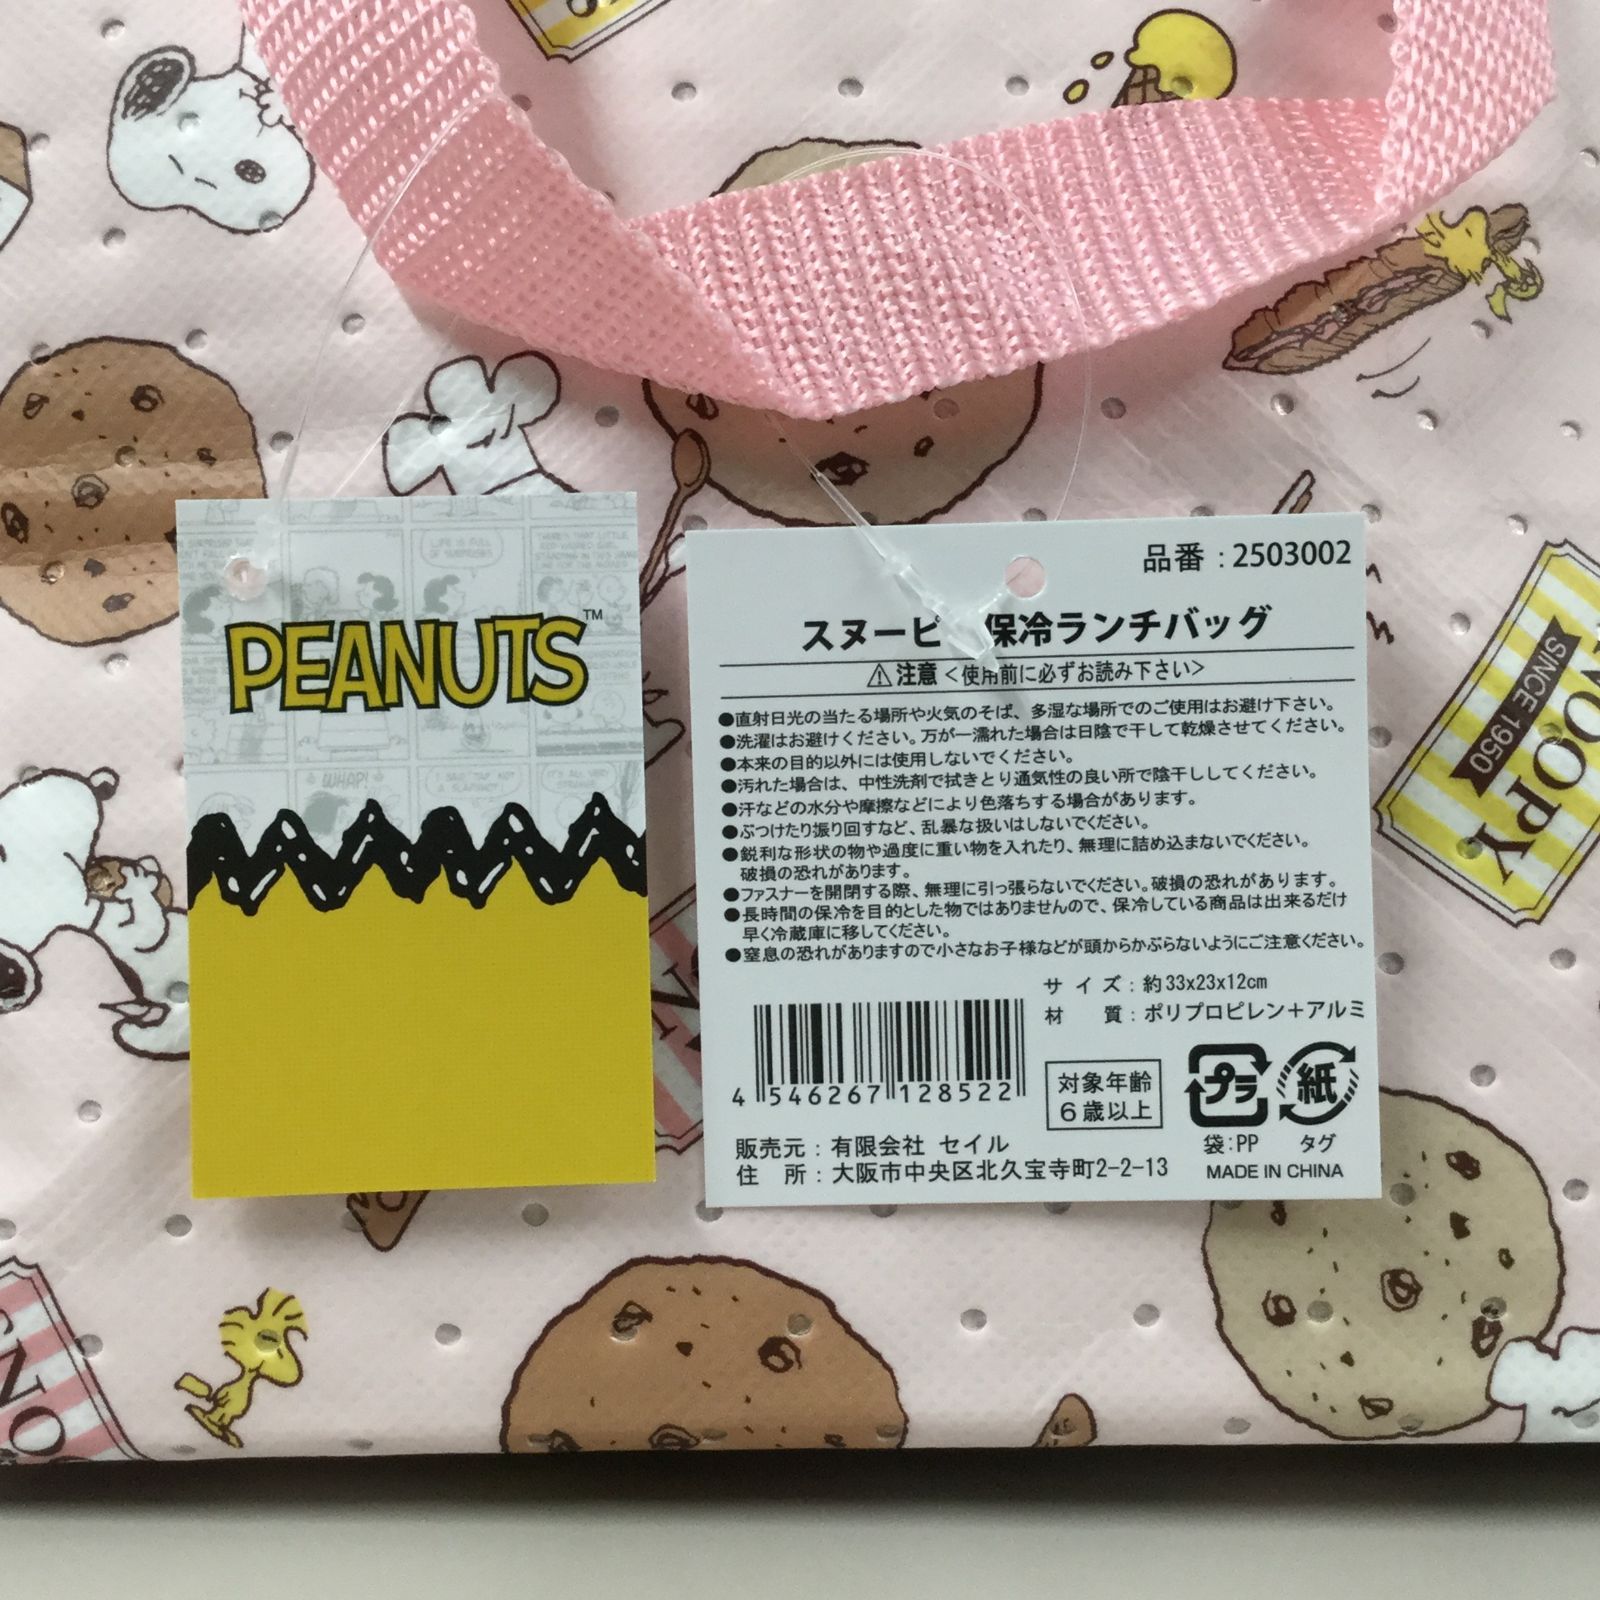 PEANUTS™
LIFE IS FULL
OF SURPRISES
WHAP!
品番：2503002
スヌーピ 保冷ランチバッグ
⚠注意<使用前に必ずお読み下さい>
●直射日光の当たる場所や火気のそば、多湿な場所でのご使用はお避け下さい。
●洗濯はお避けください。万が一濡れた場合は日陰で干して乾燥させてください。
●本来の目的以外には使用しないでください。
●汚れた場合は、中性洗剤で拭きとり通気性の良い所で陰干ししてください。
●汗などの水分や摩擦などにより色落ちする場合があります。
●ぶつけたり振り回すなど、乱暴な扱いはしないでください。
●鋭利な形状の物や過度に重い物を入れたり、無理に詰め込まないでください。
破損の恐れがあります。
●ファスナーを開閉する際、無理に引っ張らないでください。破損の恐れがあります。
●長時間の保冷を目的とした物ではありませんので、保冷している商品は出来るだけ
早く冷蔵庫に移してください。
●窒息の恐れがありますので小さなお子様などが頭からかぶらないようにご注意ください。
サイズ：約33x23x12cm
材質：ポリプロピレン＋アルミ
4 546267 128522
対象年齢
6歳以上
プラ
紙
袋：PP
タグ
販売元：有限会社 セイル
住所：大阪市中央区北久宝寺町2-2-13
MADE IN CHINA
NOOPY
SINCE 1950